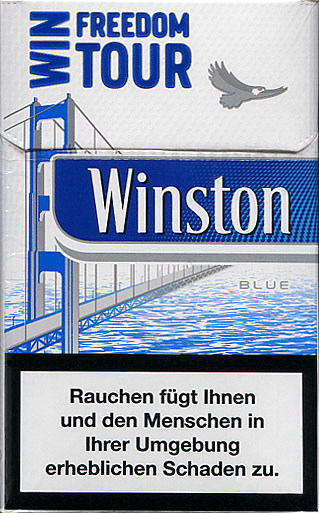 WIN
FREEDOM
TOUR
Winston
BLUE
Rauchen fügt Ihnen
und den Menschen in
Ihrer Umgebung
erheblichen Schaden zu.